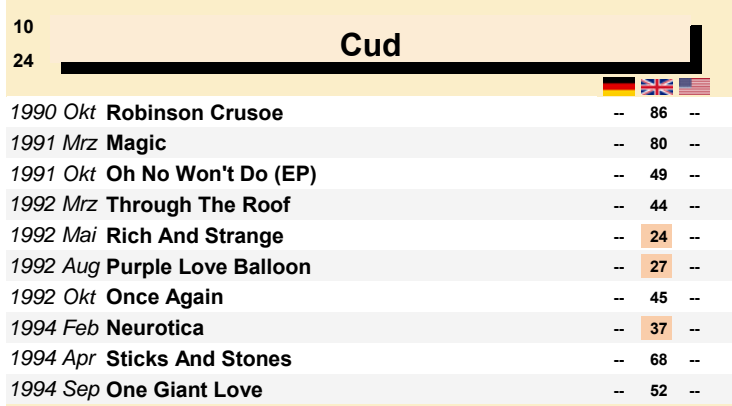 10
Cud
24
1990 Okt Robinson Crusoe -- 86 --
1991 Mrz Magic -- 80 --
1991 Okt Oh No Won't Do (EP) -- 49 --
1992 Mrz Through The Roof -- 44 --
1992 Mai Rich And Strange -- 24 --
1992 Aug Purple Love Balloon -- 27 --
1992 Okt Once Again -- 45 --
1994 Feb Neurotica -- 37 --
1994 Apr Sticks And Stones -- 68 --
1994 Sep One Giant Love -- 52 --